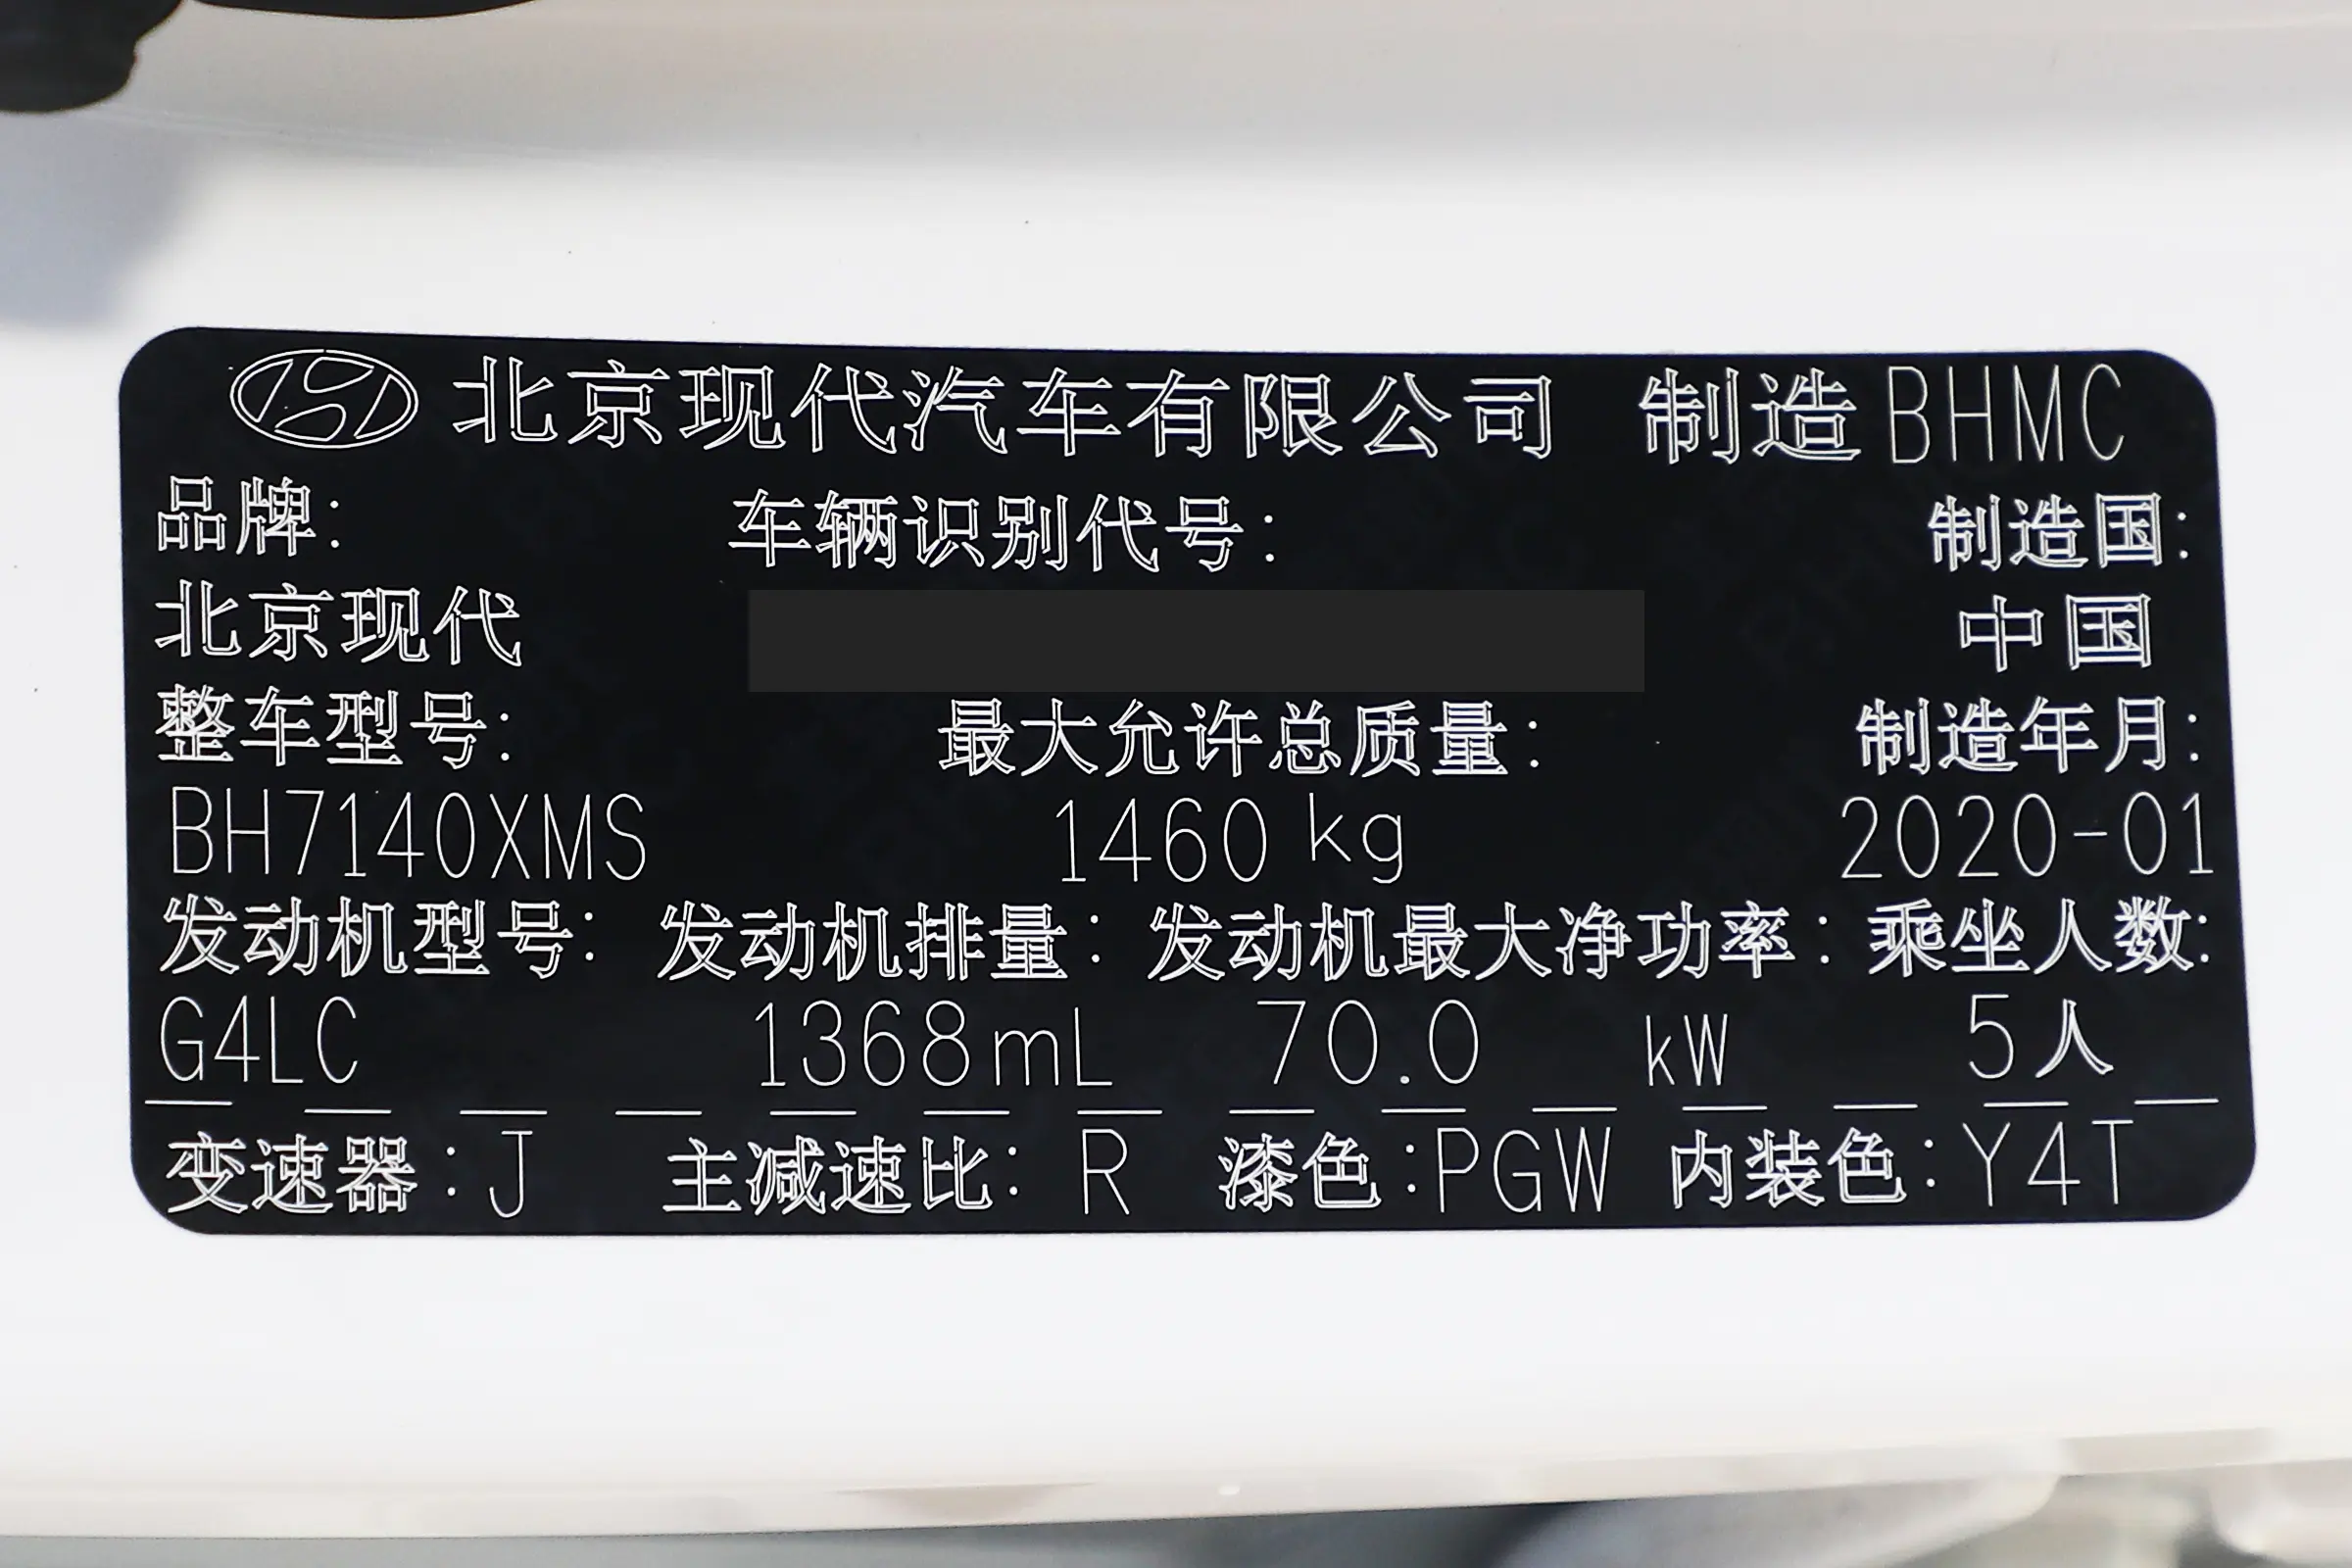 北京现代汽车有限公司 制造BHMC
品牌: 车辆识别代号: 制造国:
北京现代 中国
整车型号: 最大允许总质量: 制造年月:
BH7140XMS 1460kg 2020-01
发动机型号: 发动机排量: 发动机最大净功率: 乘坐人数:
G4LC 1368mL 70.0 kW 5人
变速器:J 主减速比: R 漆色:PGW 内装色:Y4T